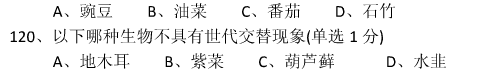 A、豌豆 B、油菜 C、番茄 D、石竹
120、以下哪种生物不具有世代交替现象(单选 1 分)
A、地木耳 B、紫菜 C、葫芦藓 D、水韭